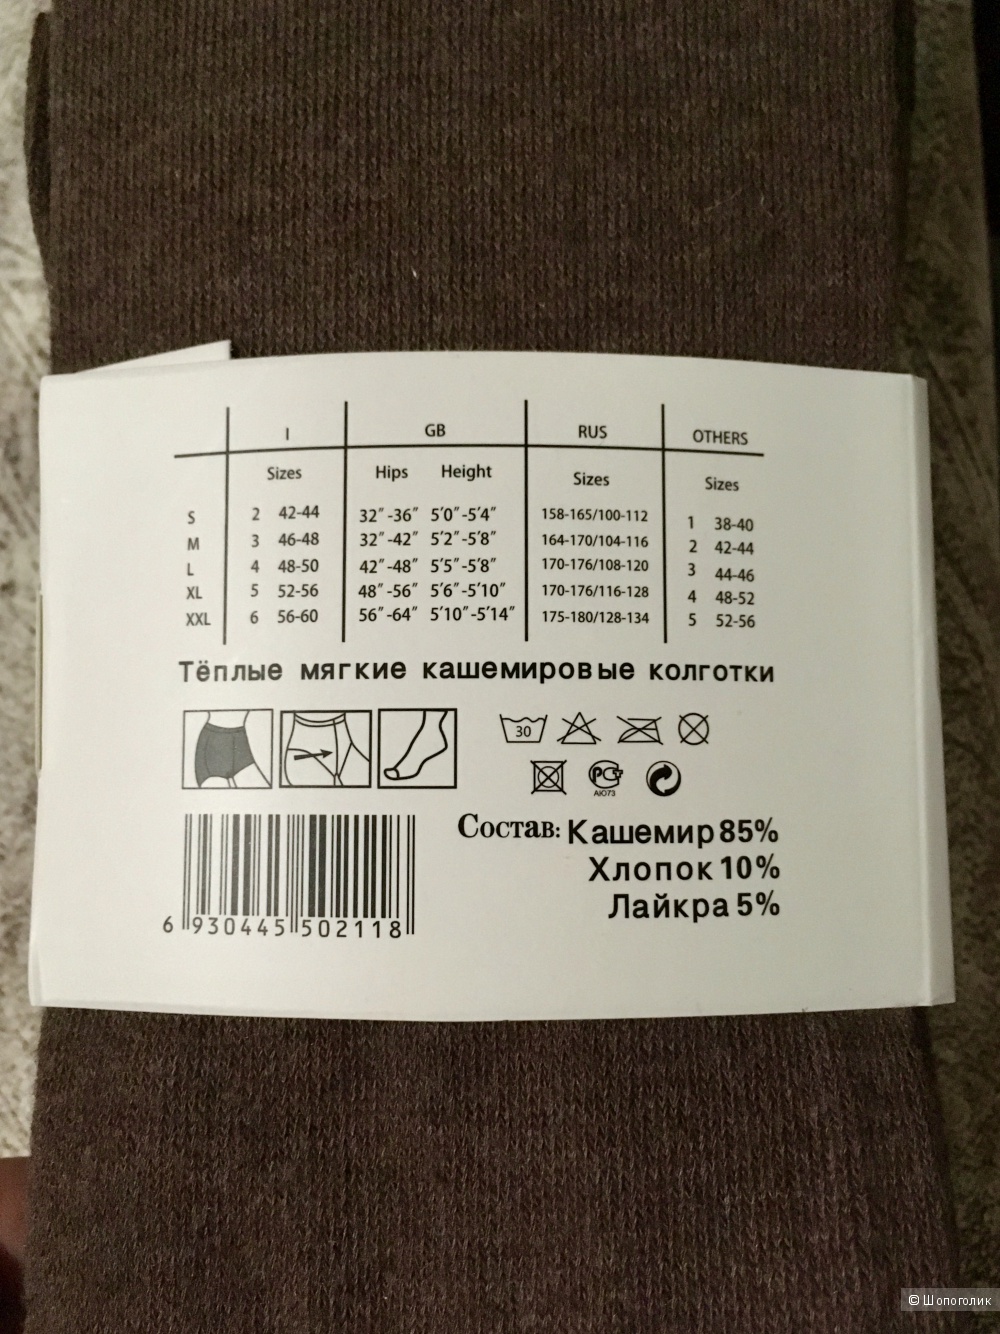 I GB RUS OTHERS
Sizes Hips Height Sizes Sizes
S 2 42-44 32″-36″ 5′0″-5′4″ 158-165/100-112 1 38-40
M 3 46-48 32″-42″ 5′2″-5′8″ 164-170/104-116 2 42-44
L 4 48-50 42″-48″ 5′5″-5′8″ 170-176/108-120 3 44-46
XL 5 52-56 48″-56″ 5′6″-5′10″ 170-176/116-128 4 48-52
XXL 6 56-60 56″-64″ 5′10″-5′14″ 175-180/128-134 5 52-56
Тёплые мягкие кашемировые колготки
30
РСТ
АЮ73
Состав: Кашемир 85%
Хлопок 10%
Лайкра 5%
6 930445 502118
© Шопоголик